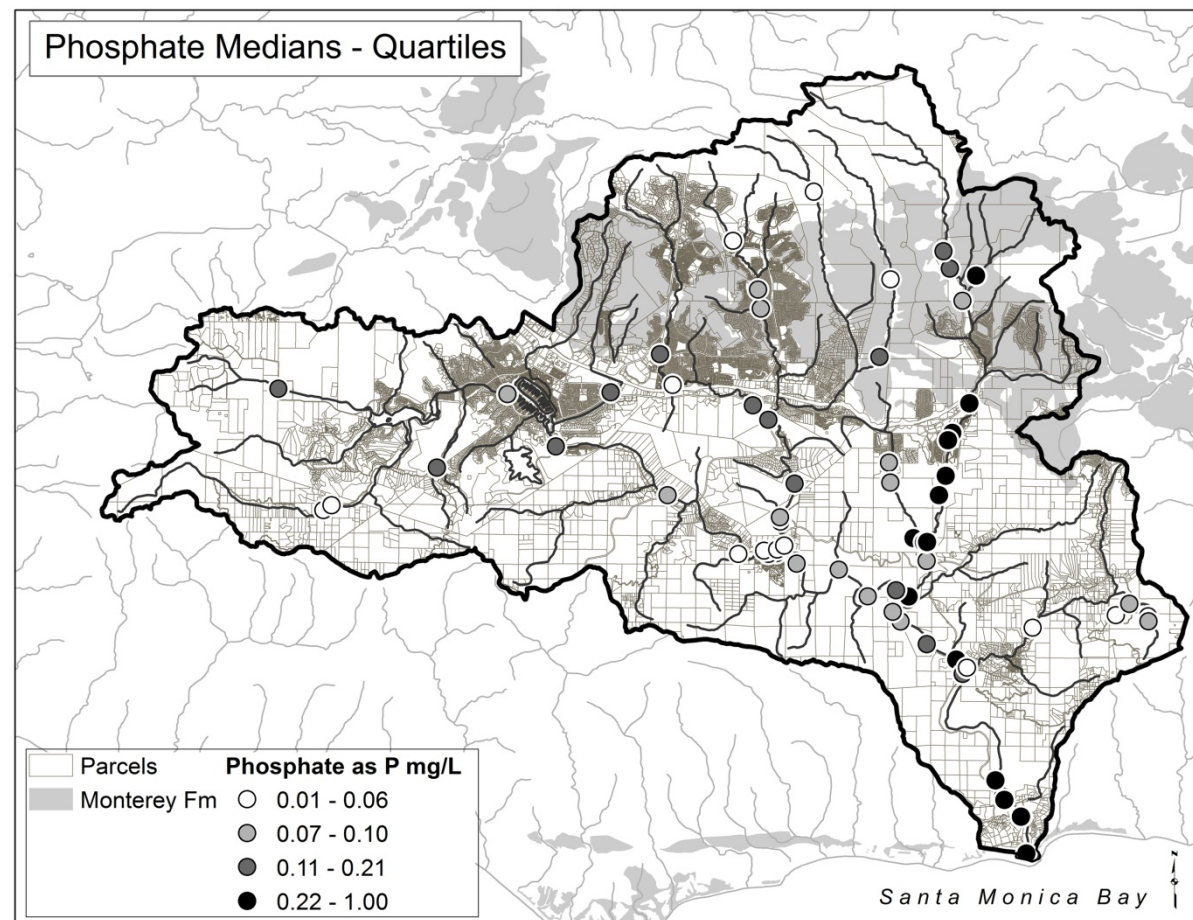 Phosphate Medians - Quartiles
Parcels
Monterey Fm
Phosphate as P mg/L
0.01 - 0.06
0.07 - 0.10
0.11 - 0.21
0.22 - 1.00
Santa Monica Bay
N